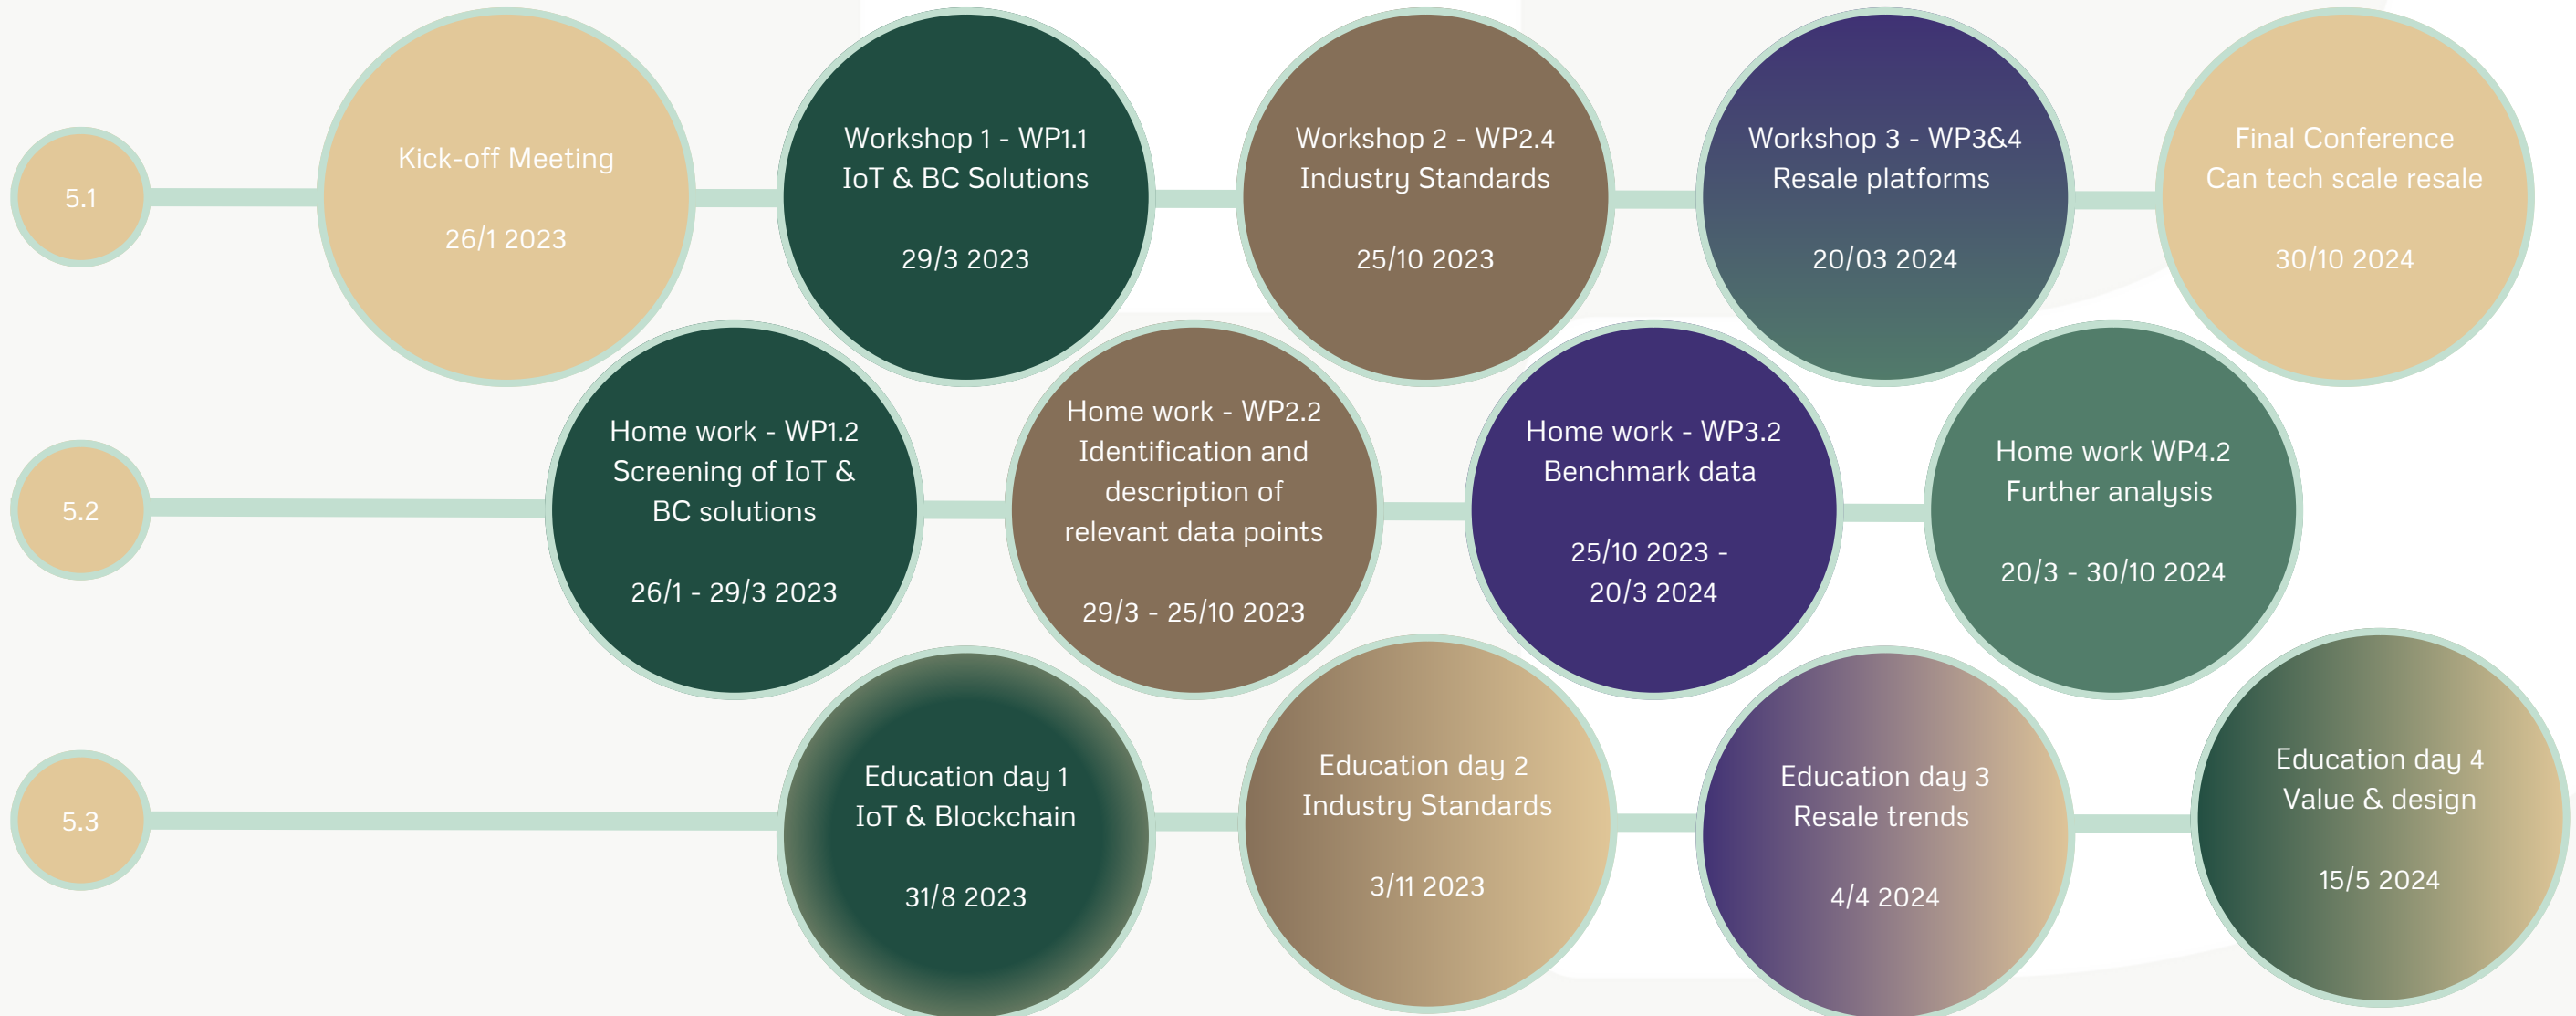 5.1
Kick-off Meeting
26/1 2023
Workshop 1 - WP1.1
IoT & BC Solutions
29/3 2023
Workshop 2 - WP2.4
Industry Standards
25/10 2023
Workshop 3 - WP3&4
Resale platforms
20/03 2024
Final Conference
Can tech scale resale
30/10 2024
5.2
Home work - WP1.2
Screening of IoT &
BC solutions
26/1 - 29/3 2023
Home work - WP2.2
Identification and
description of
relevant data points
29/3 - 25/10 2023
Home work - WP3.2
Benchmark data
25/10 2023 -
20/3 2024
Home work WP4.2
Further analysis
20/3 - 30/10 2024
5.3
Education day 1
IoT & Blockchain
31/8 2023
Education day 2
Industry Standards
3/11 2023
Education day 3
Resale trends
4/4 2024
Education day 4
Value & design
15/5 2024